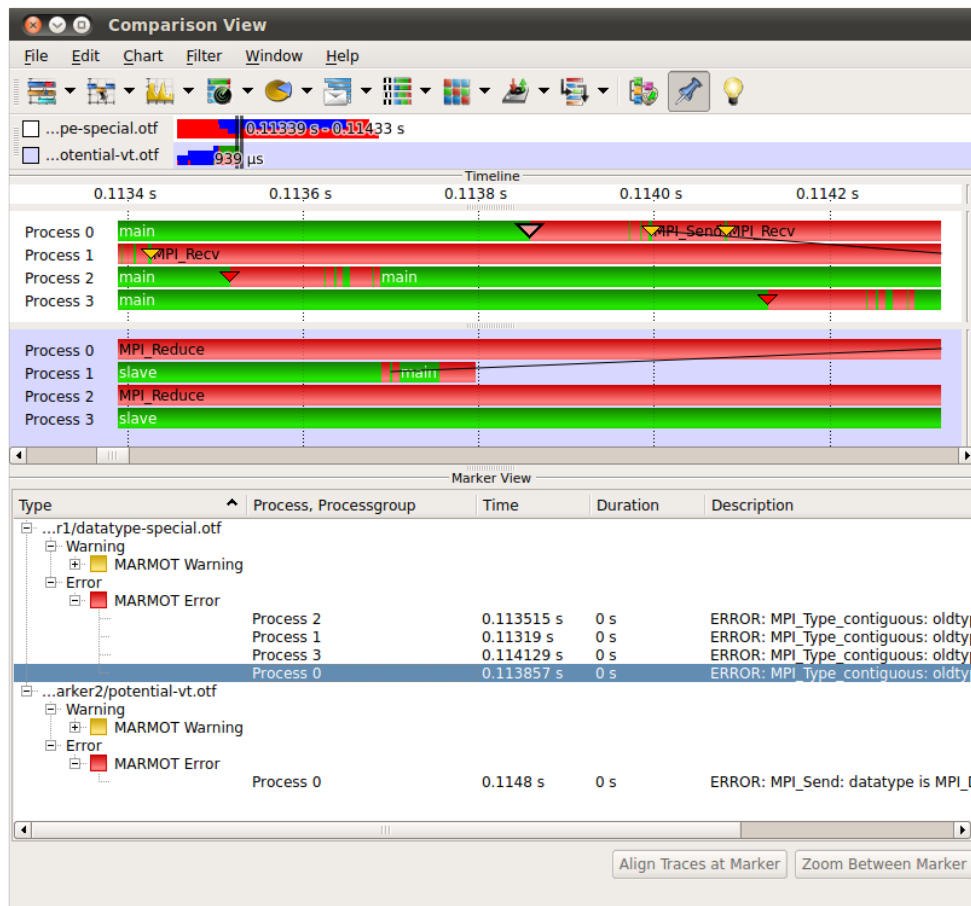 Comparison View
File Edit Chart Filter Window Help
...pe-special.otf 0.11339 s - 0.11433 s
...otential-vt.otf 939 µs
Timeline
0.1134 s 0.1136 s 0.1138 s 0.1140 s 0.1142 s
Process 0 main MPI_Send MPI_Recv
Process 1 MPI_Recv
Process 2 main main
Process 3 main
Process 0 MPI_Reduce
Process 1 slave main
Process 2 MPI_Reduce
Process 3 slave
Marker View
Type Process, Processgroup Time Duration Description
...r1/datatype-special.otf
Warning
MARMOT Warning
Error
MARMOT Error
Process 2 0.113515 s 0 s ERROR: MPI_Type_contiguous: oldty
Process 1 0.11319 s 0 s ERROR: MPI_Type_contiguous: oldty
Process 3 0.114129 s 0 s ERROR: MPI_Type_contiguous: oldty
Process 0 0.113857 s 0 s ERROR: MPI_Type_contiguous: oldty
...arker2/potential-vt.otf
Warning
MARMOT Warning
Error
MARMOT Error
Process 0 0.1148 s 0 s ERROR: MPI_Send: datatype is MPI_
Align Traces at Marker Zoom Between Marker